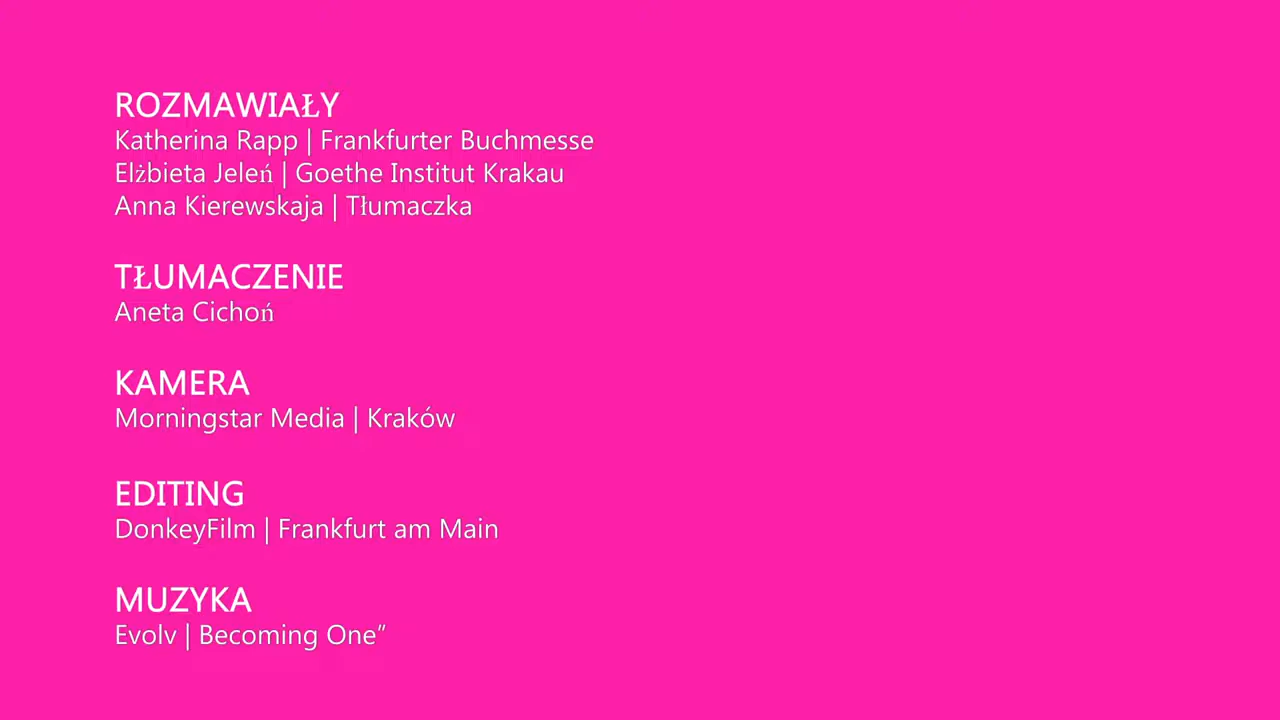 ROZMAWIAŁY
Katherina Rapp | Frankfurter Buchmesse
Elżbieta Jeleń | Goethe Institut Krakau
Anna Kierewskaja | Tłumaczka
TŁUMACZENIE
Aneta Cichoń
KAMERA
Morningstar Media | Kraków
EDITING
DonkeyFilm | Frankfurt am Main
MUZYKA
Evolv | Becoming One”